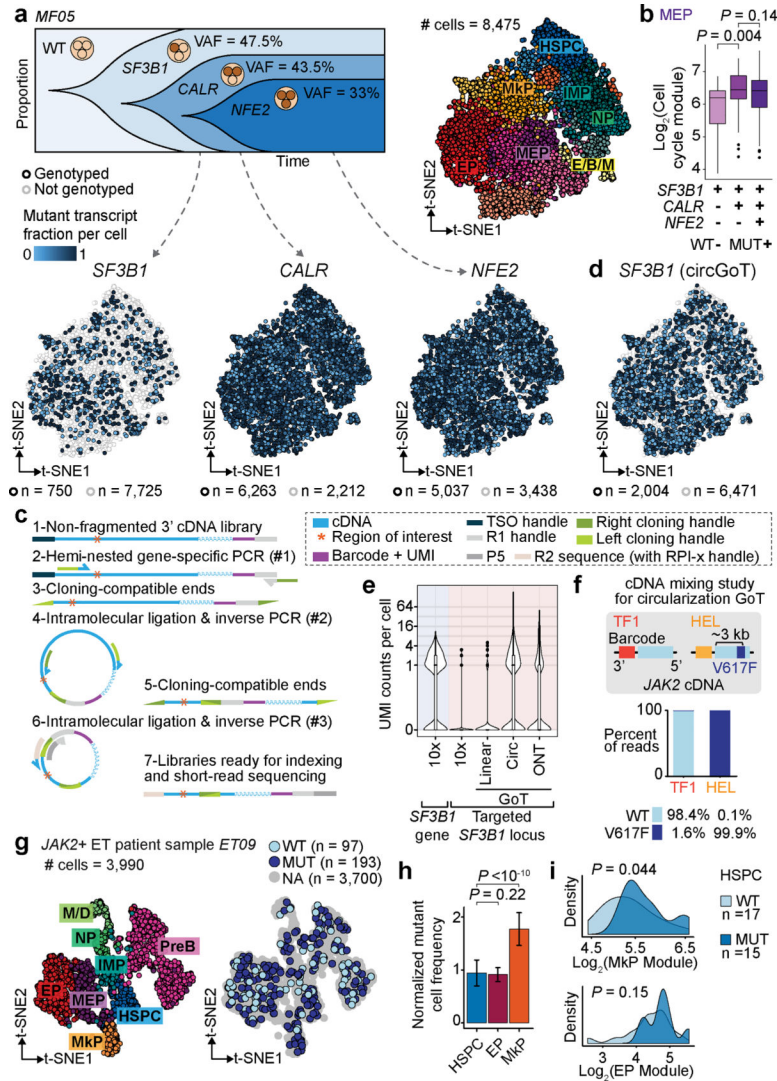 a
MF05
WT
VAF = 47.5%
SF3B1
VAF = 43.5%
CALR
VAF = 33%
NFE2
Proportion
Time
# cells = 8,475
HSPC
MkP
IMP
NP
MEP
EP
E/B/M
t-SNE2
t-SNE1
b
MEP
P = 0.14
P = 0.004
Log2(Cell
cycle module)
7
6
5
4
SF3B1 - + +
CALR - + +
NFE2 - - +
WT - MUT +
Genotyped
Not genotyped
Mutant transcript
fraction per cell
0 1
SF3B1
CALR
NFE2
d SF3B1 (circGoT)
t-SNE2
t-SNE1
t-SNE2
t-SNE1
t-SNE2
t-SNE1
t-SNE2
t-SNE1
n = 750 n = 7,725
n = 6,263 n = 2,212
n = 5,037 n = 3,438
n = 2,004 n = 6,471
c
1-Non-fragmented 3' cDNA library
2-Hemi-nested gene-specific PCR (#1)
3-Cloning-compatible ends
4-Intramolecular ligation & inverse PCR (#2)
5-Cloning-compatible ends
6-Intramolecular ligation & inverse PCR (#3)
7-Libraries ready for indexing
and short-read sequencing
cDNA
Region of interest
Barcode + UMI
TSO handle
R1 handle
P5
R2 sequence (with RPI-x handle)
Right cloning handle
Left cloning handle
e
UMI counts per cell
64
16
4
1
0
10x
10x
Linear
Circ
ONT
GoT
SF3B1
gene
Targeted
SF3B1 locus
f
cDNA mixing study
for circularization GoT
TF1
HEL
Barcode
~3 kb
3' 5' V617F
JAK2 cDNA
100
0
Percent
of reads
TF1 HEL
WT 98.4% 0.1%
V617F 1.6% 99.9%
g
JAK2+ ET patient sample ET09
# cells = 3,990
WT (n = 97)
MUT (n = 193)
NA (n = 3,700)
M/D
NP
PreB
IMP
EP
MEP
HSPC
MkP
t-SNE2
t-SNE1
t-SNE2
t-SNE1
h
P <10-10
P = 0.22
Normalized mutant
cell frequency
2
1
0
HSPC
EP
MkP
i
P = 0.044
Density
4.5 5.5 6.5
Log2(MkP Module)
P = 0.15
Density
3 4 5
Log2(EP Module)
HSPC
WT
n =17
MUT
n =15